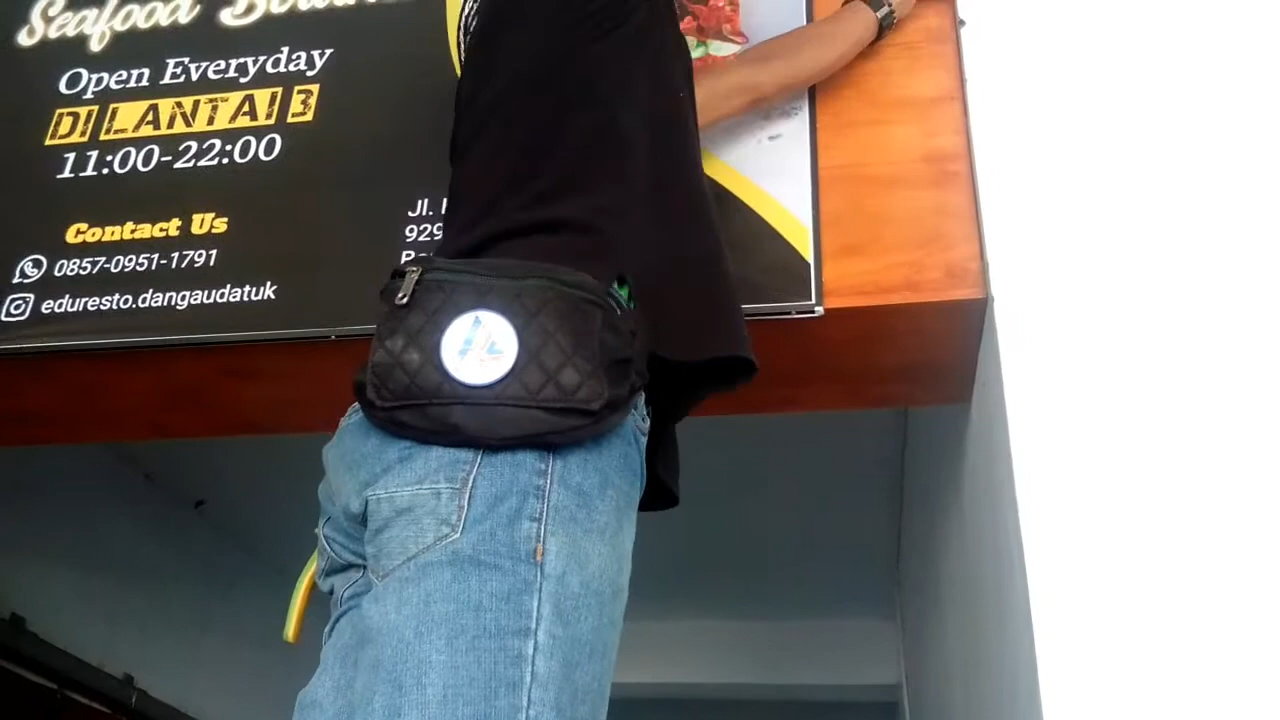 Seafood
Open Everyday
DI LANTAI 3
11:00-22:00
Contact Us
0857-0951-1791
eduresto.dangaudatuk
Jl.
929